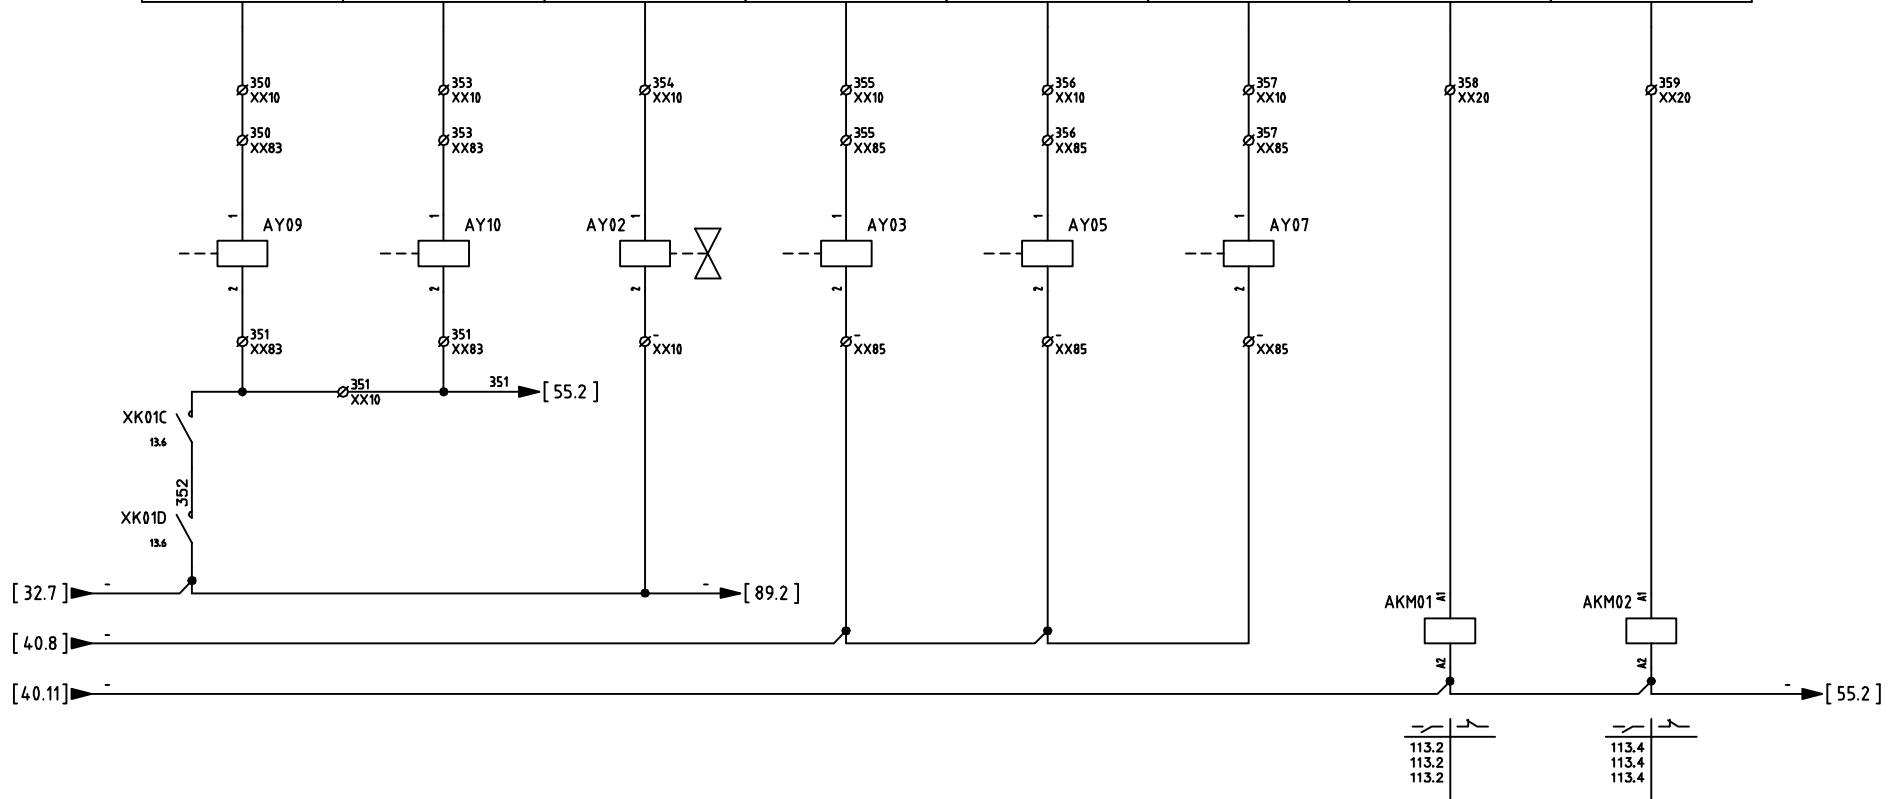 350
XX10
353
XX10
354
XX10
355
XX10
356
XX10
357
XX10
358
XX20
359
XX20
350
XX83
353
XX83
355
XX85
356
XX85
357
XX85
1
1
1
1
1
1
AY09
AY10
AY02
AY03
AY05
AY07
2
2
2
2
2
2
351
XX83
351
XX83
-
XX10
-
XX85
-
XX85
-
XX85
351
XX10
351
[ 55.2 ]
XK01C
13.6
352
XK01D
13.6
[ 32.7 ]
-
-
[ 89.2 ]
AKM01
A1
AKM02
A1
[ 40.8 ]
-
A2
A2
[ 40.11 ]
-
-
[ 55.2 ]
113.2
113.2
113.2
113.4
113.4
113.4